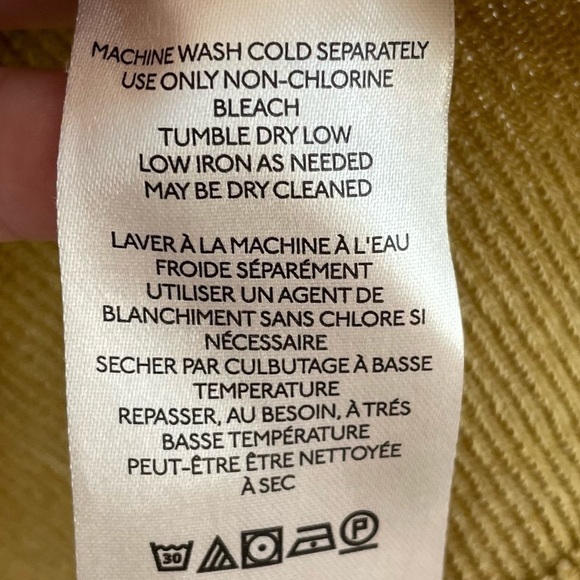 MACHINE WASH COLD SEPARATELY
USE ONLY NON-CHLORINE
BLEACH
TUMBLE DRY LOW
LOW IRON AS NEEDED
MAY BE DRY CLEANED
LAVER À LA MACHINE À L'EAU
FROIDE SÉPARÉMENT
UTILISER UN AGENT DE
BLANCHIMENT SANS CHLORE SI
NÉCESSAIRE
SECHER PAR CULBUTAGE À BASSE
TEMPERATURE
REPASSER, AU BESOIN, À TRÉS
BASSE TEMPÉRATURE
PEUT-ÊTRE ÊTRE NETTOYÉE
À SEC
30 P